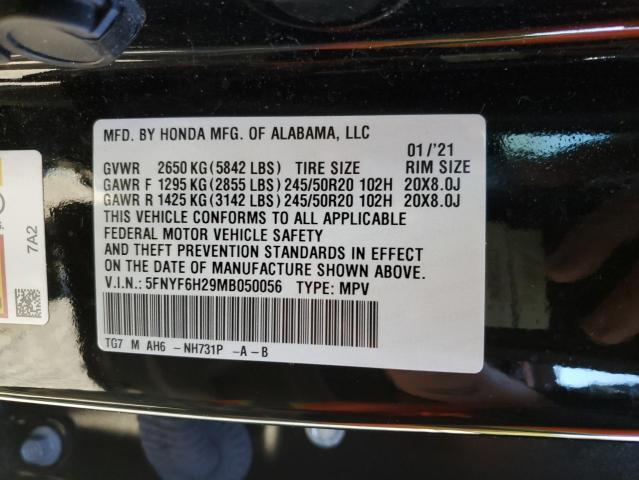 MFD. BY HONDA MFG. OF ALABAMA, LLC
01/'21
GVWR 2650 KG(5842 LBS) TIRE SIZE RIM SIZE
GAWR F 1295 KG(2855 LBS)245/50R20 102H 20X8.0J
GAWR R 1425 KG(3142 LBS)245/50R20 102H 20X8.0J
THIS VEHICLE CONFORMS TO ALL APPLICABLE
FEDERAL MOTOR VEHICLE SAFETY
AND THEFT PREVENTION STANDARDS IN EFFECT
ON THE DATE OF MANUFACTURE SHOWN ABOVE.
V.I.N.: 5FNYF6H29MB050056 TYPE: MPV
TG7 M AH6 -NH731P -A-B
7A2